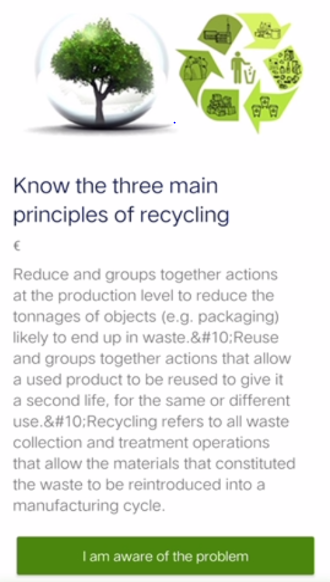 Know the three main
principles of recycling
€
Reduce and groups together actions
at the production level to reduce the
tonnages of objects (e.g. packaging)
likely to end up in waste.&#10;Reuse
and groups together actions that allow
a used product to be reused to give it
a second life, for the same or different
use.&#10;Recycling refers to all waste
collection and treatment operations
that allow the materials that constituted
the waste to be reintroduced into a
manufacturing cycle.
I am aware of the problem